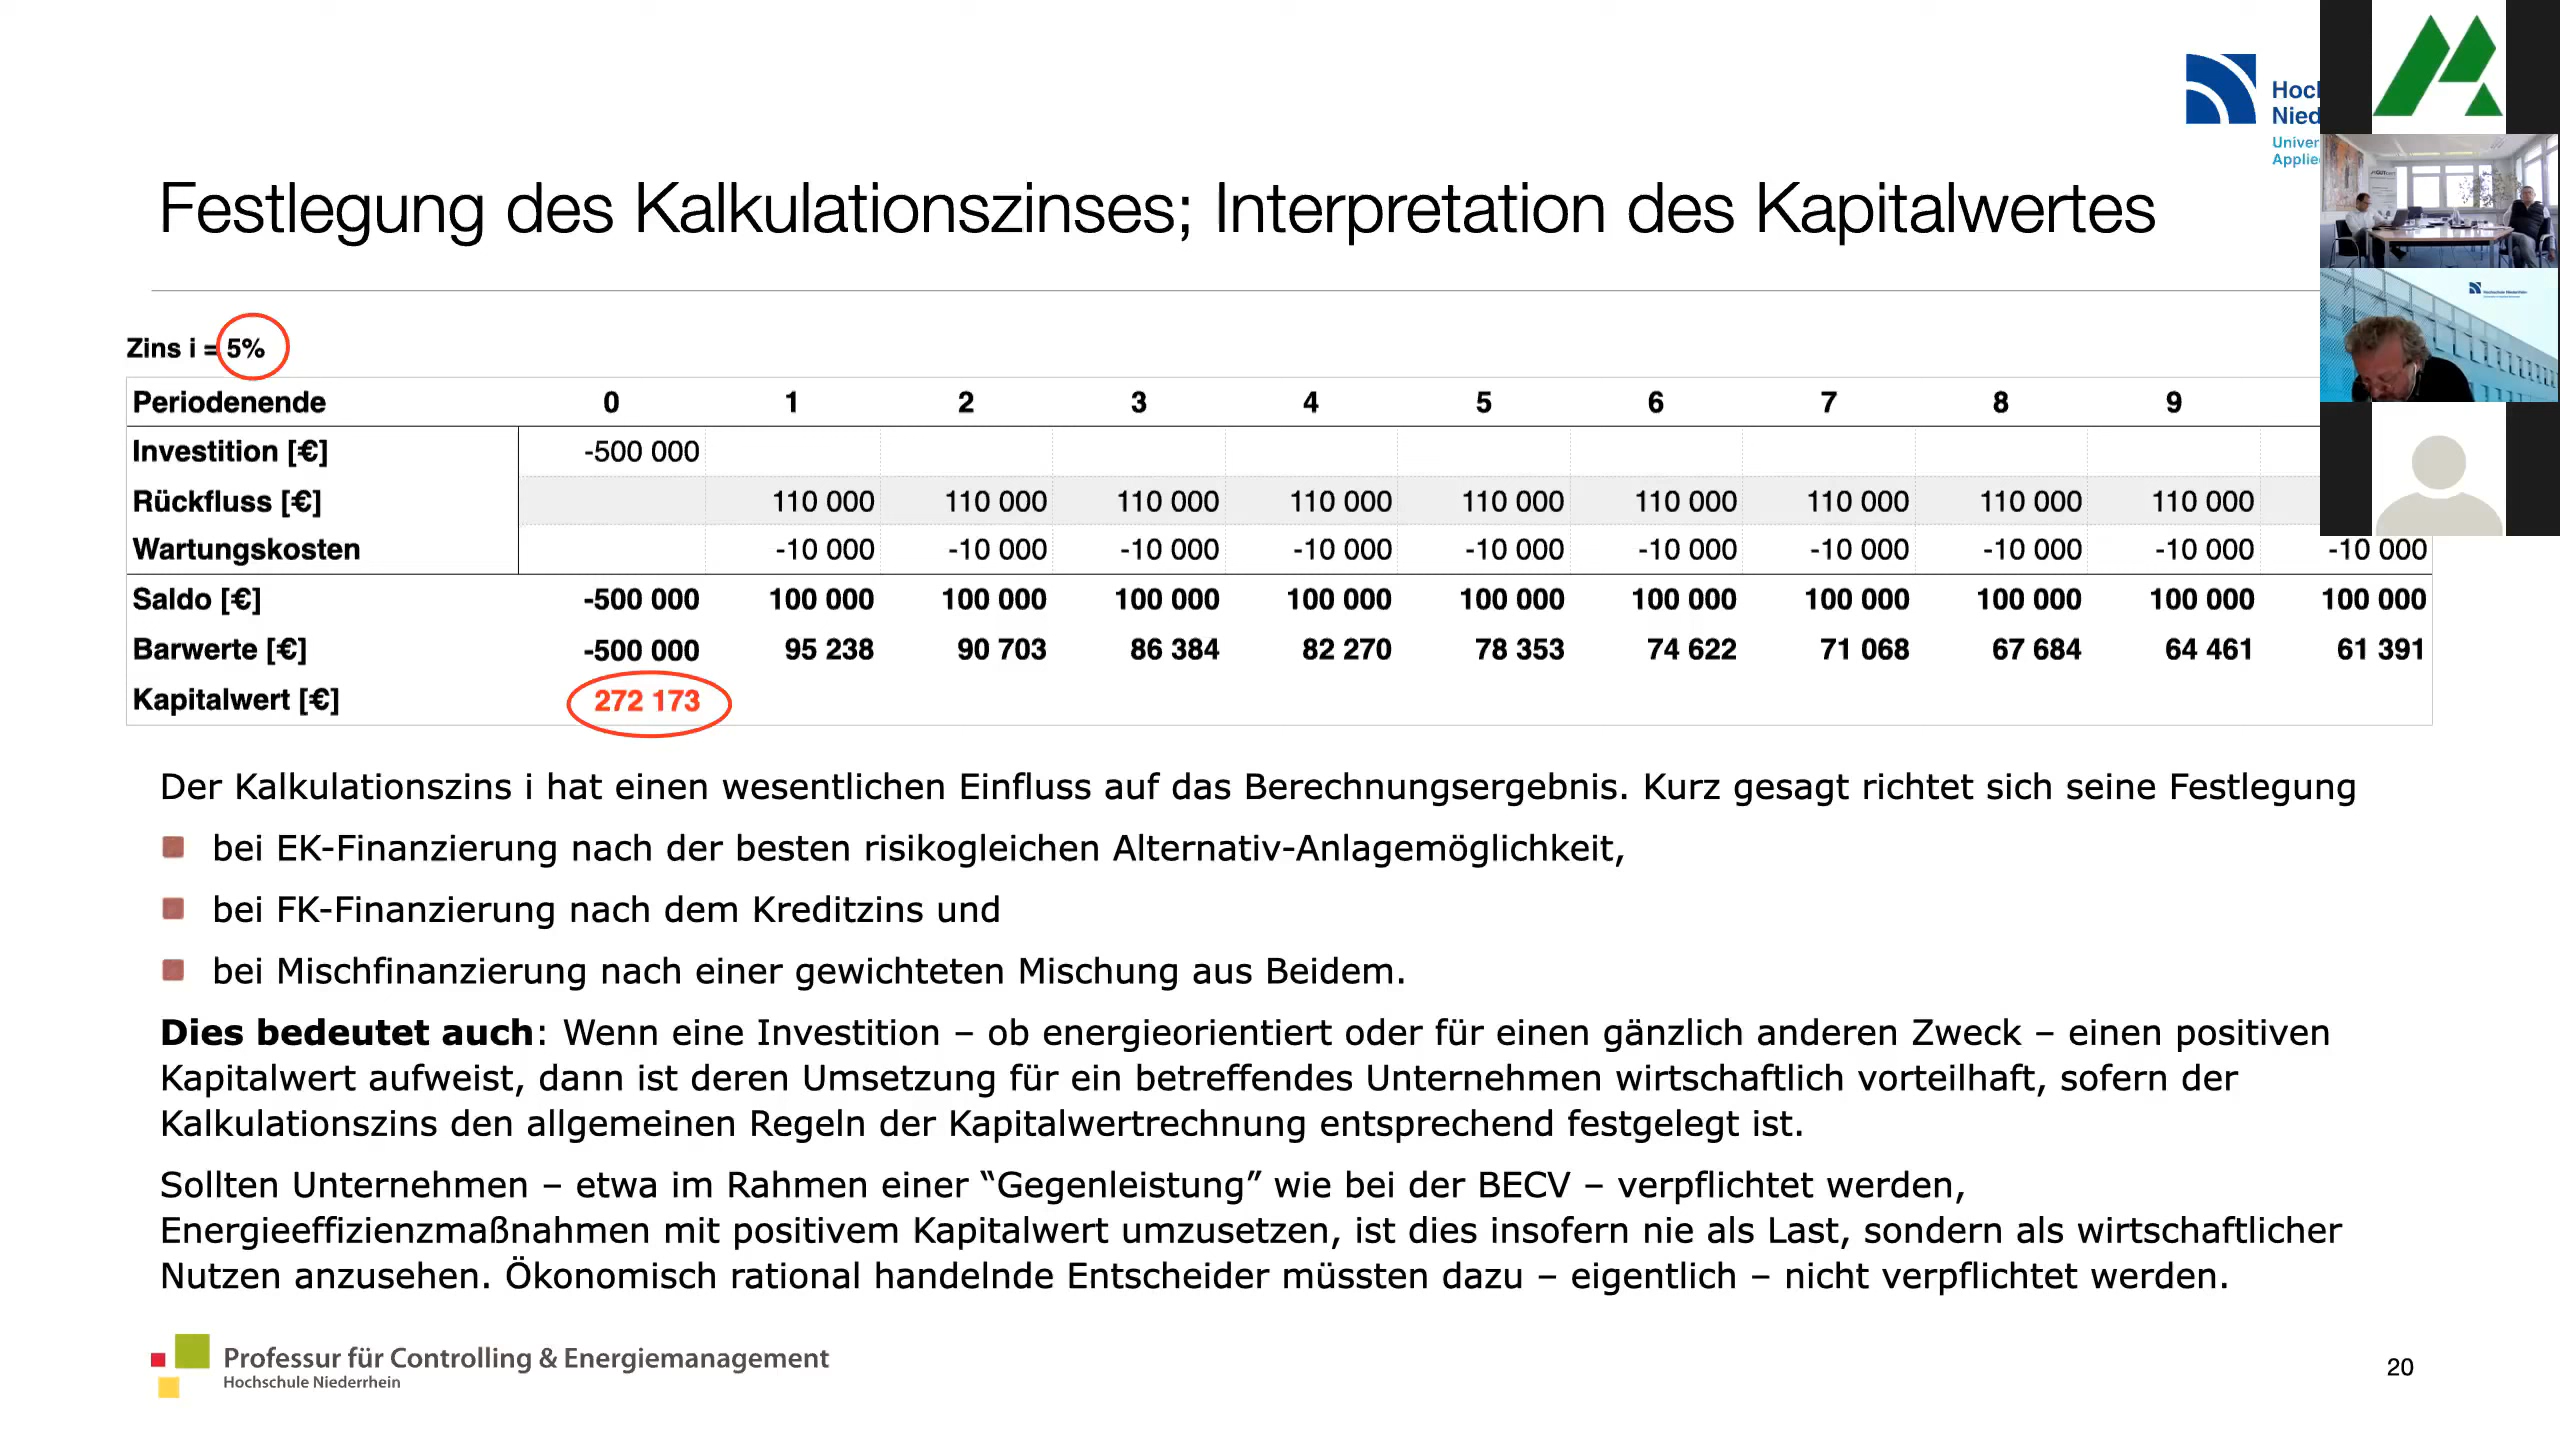 Festlegung des Kalkulationszinses; Interpretation des Kapitalwertes
Zins i = 5%
Periodenende 0 1 2 3 4 5 6 7 8 9
Investition [€] -500 000
Rückfluss [€] 110 000 110 000 110 000 110 000 110 000 110 000 110 000 110 000 110 000
Wartungskosten -10 000 -10 000 -10 000 -10 000 -10 000 -10 000 -10 000 -10 000 -10 000 -10 000
Saldo [€] -500 000 100 000 100 000 100 000 100 000 100 000 100 000 100 000 100 000 100 000 100 000
Barwerte [€] -500 000 95 238 90 703 86 384 82 270 78 353 74 622 71 068 67 684 64 461 61 391
Kapitalwert [€] 272 173
Der Kalkulationszins i hat einen wesentlichen Einfluss auf das Berechnungsergebnis. Kurz gesagt richtet sich seine Festlegung
bei EK-Finanzierung nach der besten risikogleichen Alternativ-Anlagemöglichkeit,
bei FK-Finanzierung nach dem Kreditzins und
bei Mischfinanzierung nach einer gewichteten Mischung aus Beidem.
Dies bedeutet auch: Wenn eine Investition – ob energieorientiert oder für einen gänzlich anderen Zweck – einen positiven
Kapitalwert aufweist, dann ist deren Umsetzung für ein betreffendes Unternehmen wirtschaftlich vorteilhaft, sofern der
Kalkulationszins den allgemeinen Regeln der Kapitalwertrechnung entsprechend festgelegt ist.
Sollten Unternehmen – etwa im Rahmen einer “Gegenleistung” wie bei der BECV – verpflichtet werden,
Energieeffizienzmaßnahmen mit positivem Kapitalwert umzusetzen, ist dies insofern nie als Last, sondern als wirtschaftlicher
Nutzen anzusehen. Ökonomisch rational handelnde Entscheider müssten dazu – eigentlich – nicht verpflichtet werden.
Professur für Controlling & Energiemanagement
Hochschule Niederrhein
20